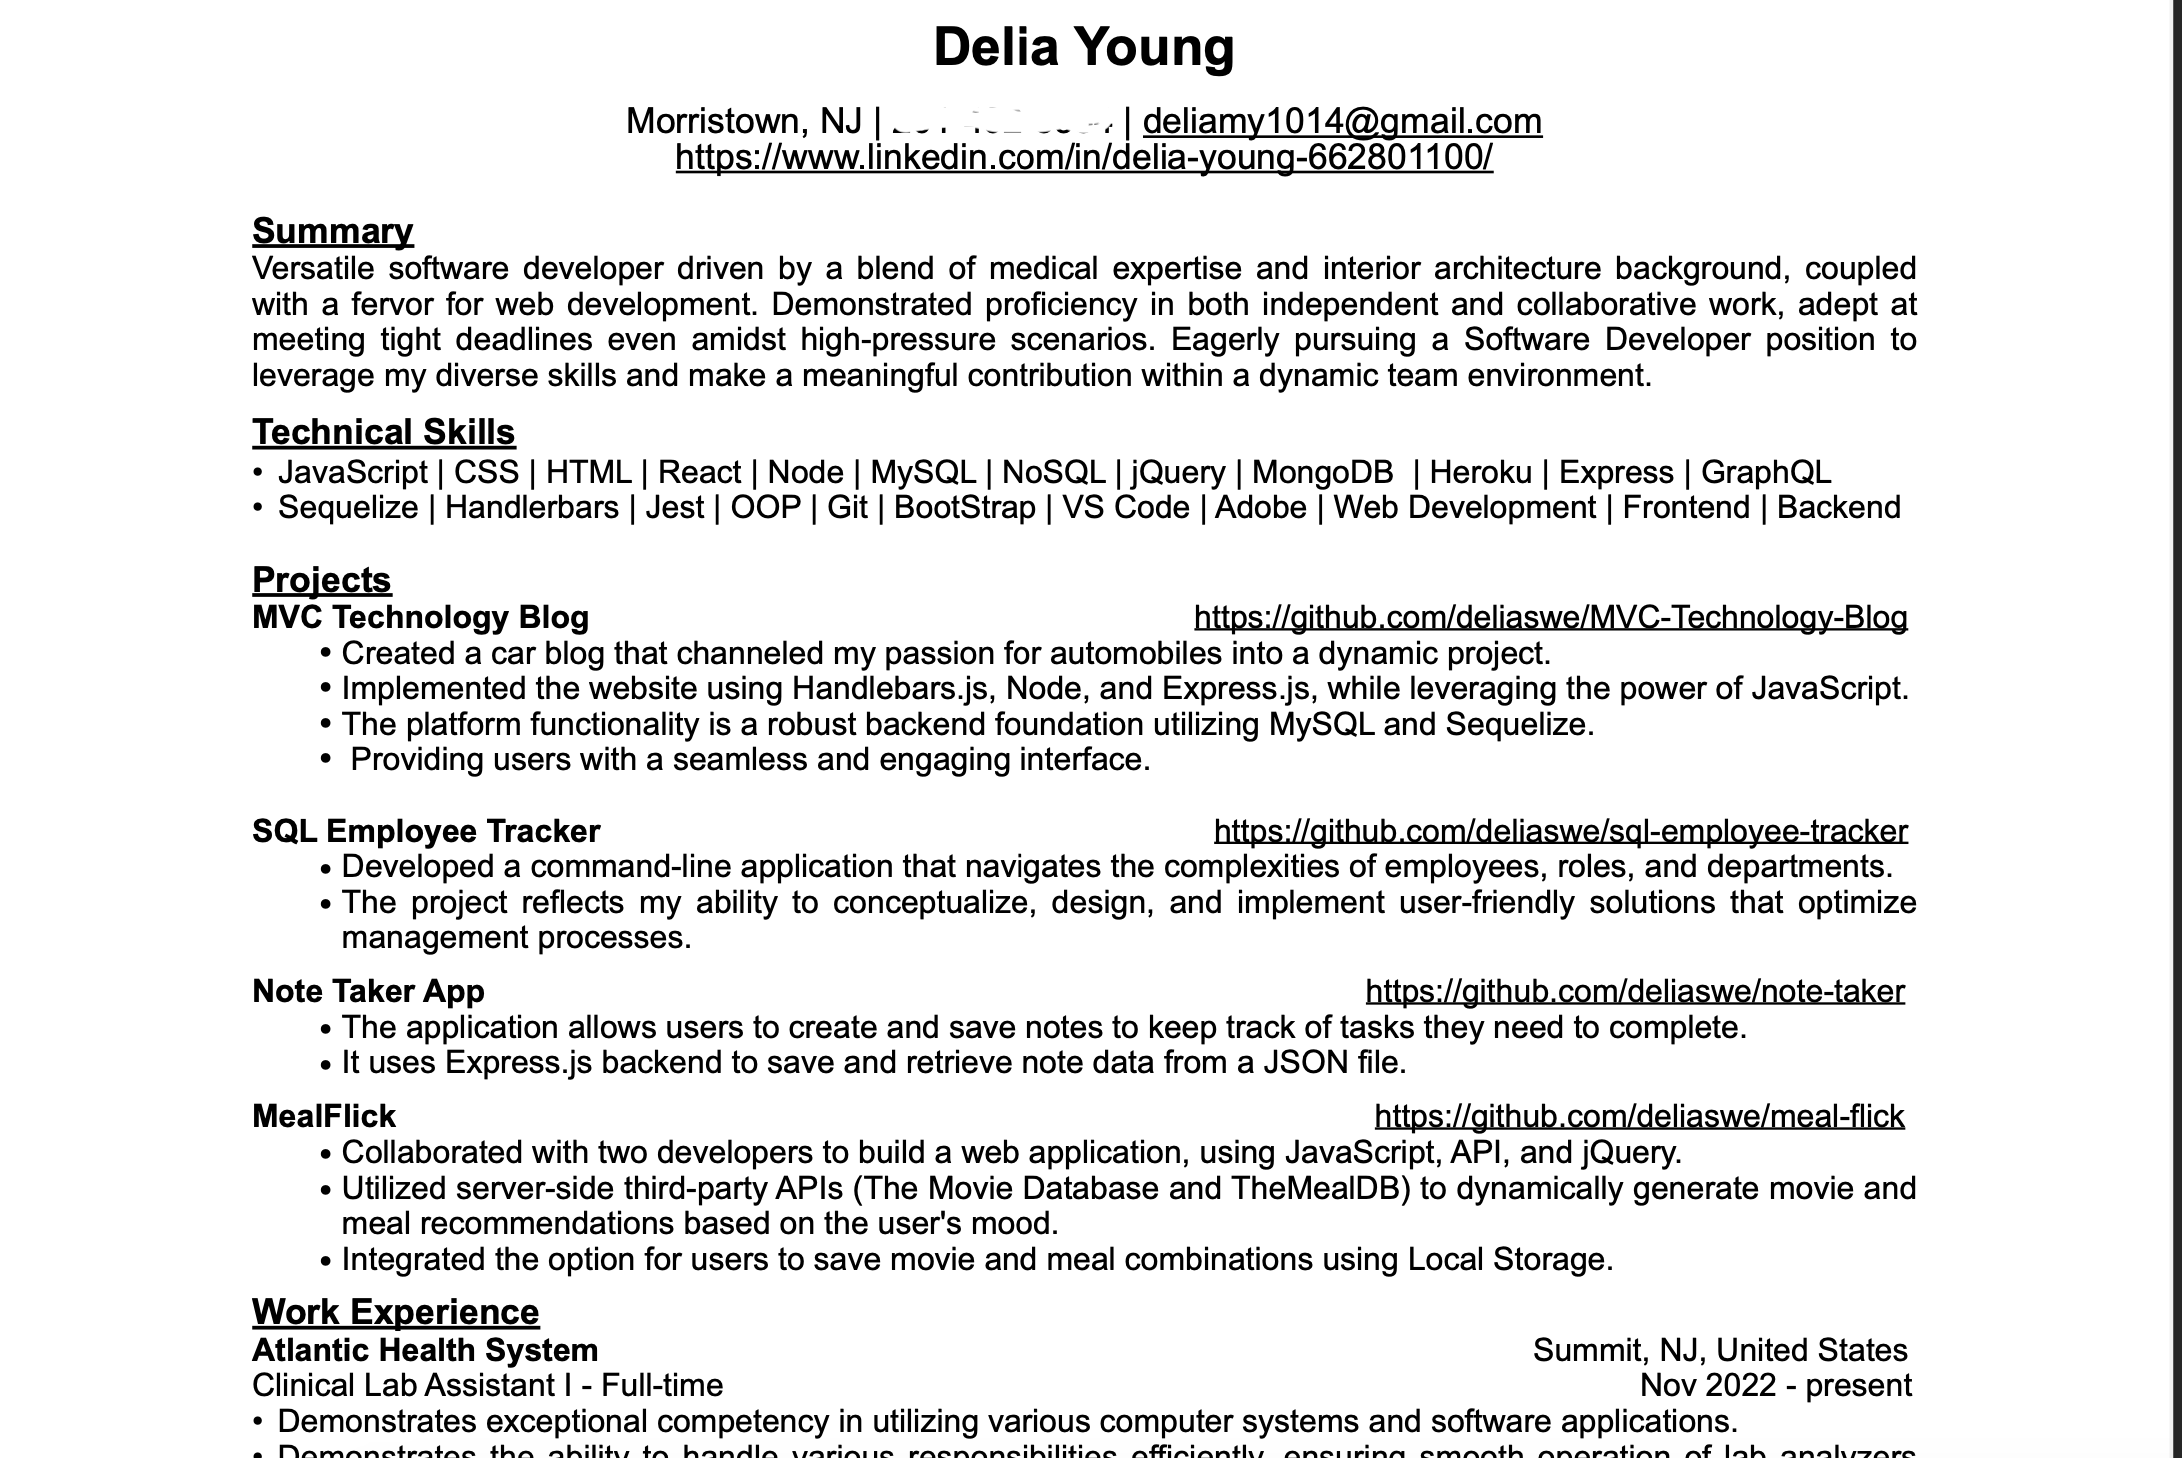 Delia Young
Morristown, NJ | | deliamy1014@gmail.com
https://www.linkedin.com/in/delia-young-662801100/
Summary
Versatile software developer driven by a blend of medical expertise and interior architecture background, coupled
with a fervor for web development. Demonstrated proficiency in both independent and collaborative work, adept at
meeting tight deadlines even amidst high-pressure scenarios. Eagerly pursuing a Software Developer position to
leverage my diverse skills and make a meaningful contribution within a dynamic team environment.
Technical Skills
• JavaScript | CSS | HTML | React | Node | MySQL | NoSQL | jQuery | MongoDB | Heroku | Express | GraphQL
• Sequelize | Handlerbars | Jest | OOP | Git | BootStrap | VS Code | Adobe | Web Development | Frontend | Backend
Projects
MVC Technology Blog https://github.com/deliaswe/MVC-Technology-Blog
• Created a car blog that channeled my passion for automobiles into a dynamic project.
• Implemented the website using Handlebars.js, Node, and Express.js, while leveraging the power of JavaScript.
• The platform functionality is a robust backend foundation utilizing MySQL and Sequelize.
• Providing users with a seamless and engaging interface.
SQL Employee Tracker https://github.com/deliaswe/sql-employee-tracker
• Developed a command-line application that navigates the complexities of employees, roles, and departments.
• The project reflects my ability to conceptualize, design, and implement user-friendly solutions that optimize
management processes.
Note Taker App https://github.com/deliaswe/note-taker
• The application allows users to create and save notes to keep track of tasks they need to complete.
• It uses Express.js backend to save and retrieve note data from a JSON file.
MealFlick https://github.com/deliaswe/meal-flick
• Collaborated with two developers to build a web application, using JavaScript, API, and jQuery.
• Utilized server-side third-party APIs (The Movie Database and TheMealDB) to dynamically generate movie and
meal recommendations based on the user's mood.
• Integrated the option for users to save movie and meal combinations using Local Storage.
Work Experience
Atlantic Health System Summit, NJ, United States
Clinical Lab Assistant I - Full-time Nov 2022 - present
• Demonstrates exceptional competency in utilizing various computer systems and software applications.
• Demonstrates the ability to handle various responsibilities efficiently, ensuring smooth operation of lab analyzers